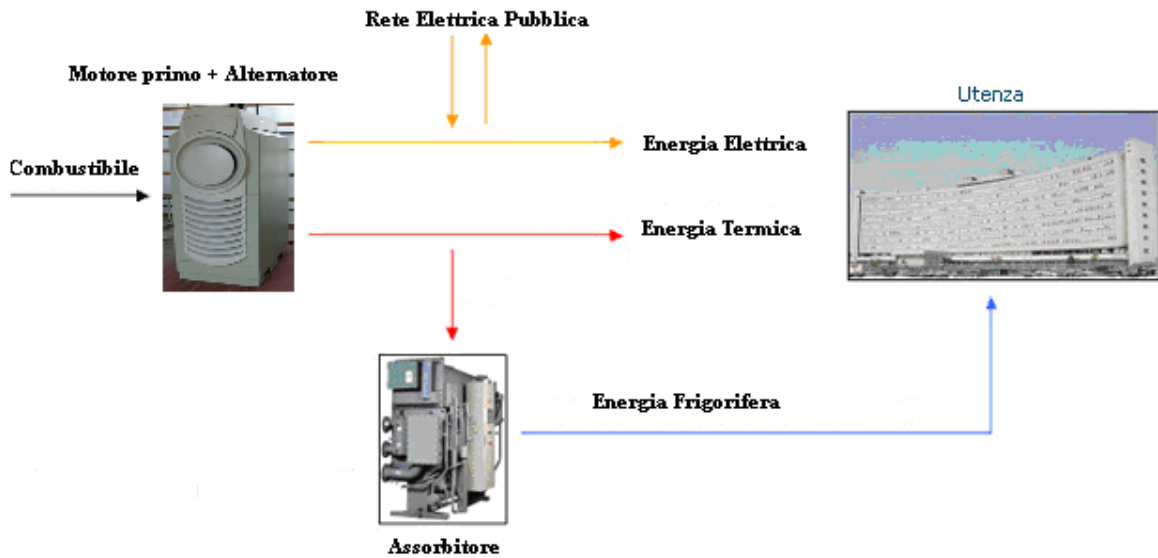 Rete Elettrica Pubblica
Motore primo + Alternatore
Utenza
Energia Elettrica
Combustibile
Energia Termica
Energia Frigorifera
Assorbitore